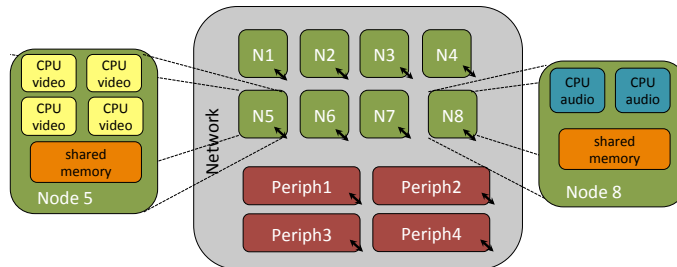 CPU
video
CPU
video
CPU
video
CPU
video
shared
memory
Node 5
Network
N1
N2
N3
N4
N5
N6
N7
N8
Periph1
Periph2
Periph3
Periph4
CPU
audio
CPU
audio
shared
memory
Node 8